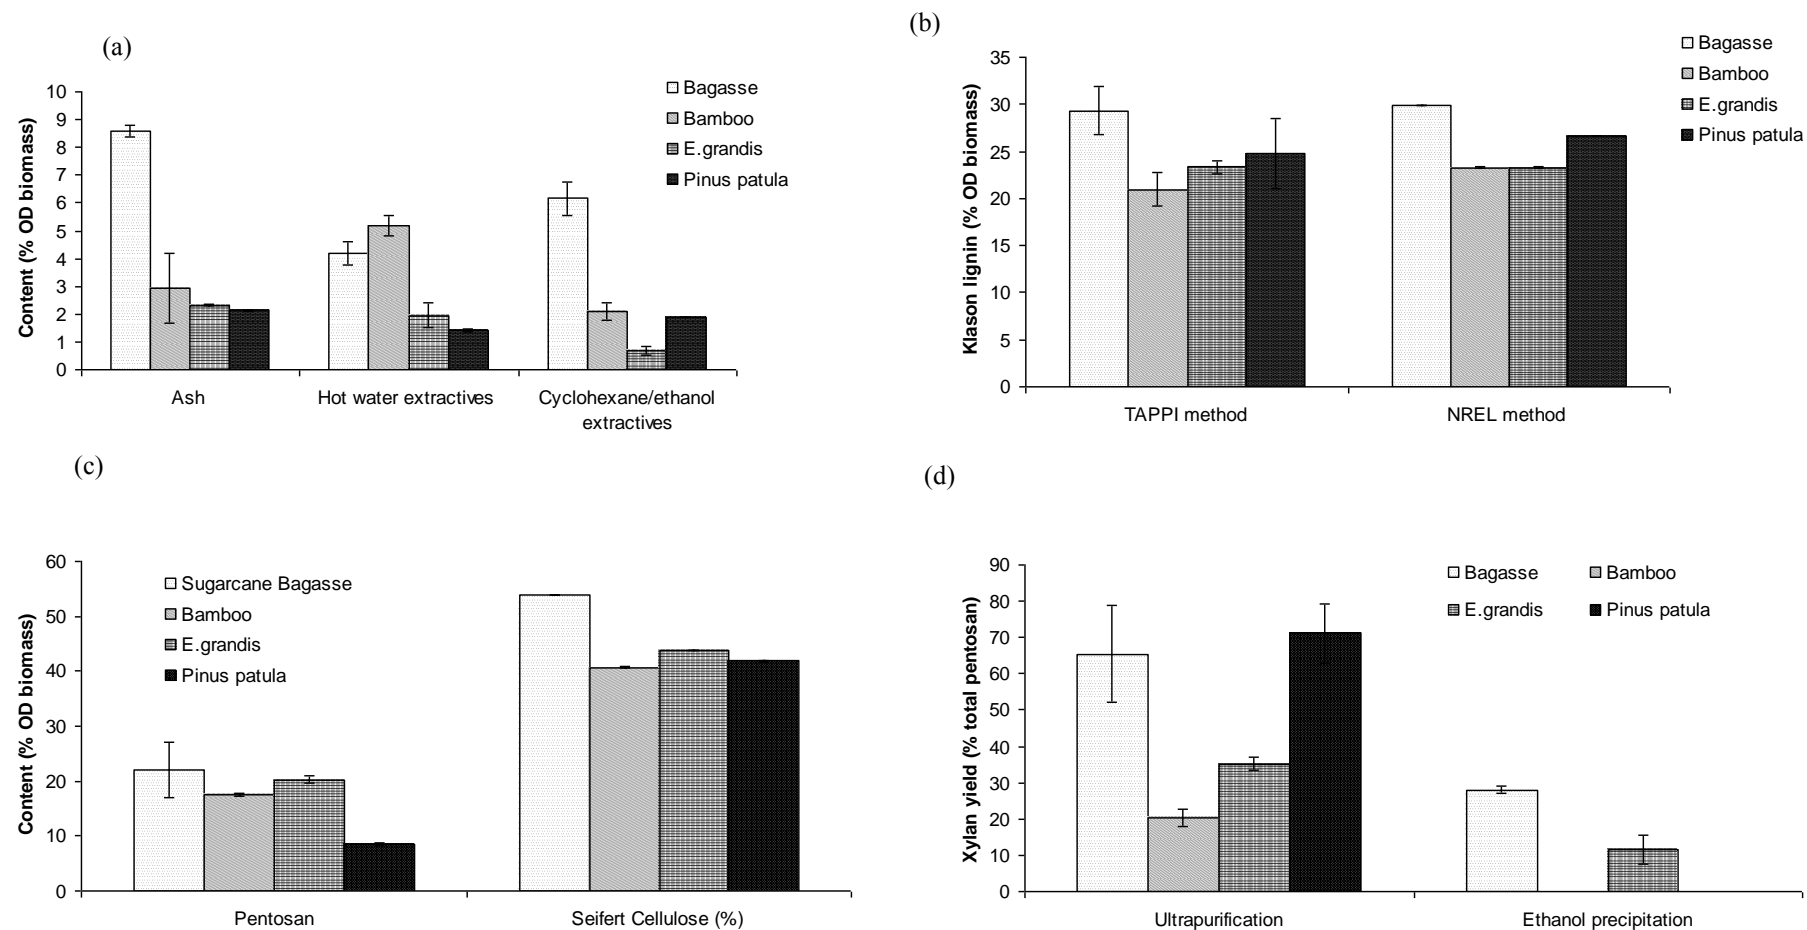 (a)
Content (% OD biomass)
10
9
8
7
6
5
4
3
2
1
0
Ash
Hot water extractives
Cyclohexane/ethanol
extractives
Bagasse
Bamboo
E.grandis
Pinus patula
(b)
Klason lignin (% OD biomass)
35
30
25
20
15
10
5
0
TAPPI method
NREL method
Bagasse
Bamboo
E.grandis
Pinus patula
(c)
Content (% OD biomass)
60
50
40
30
20
10
0
Sugarcane Bagasse
Bamboo
E.grandis
Pinus patula
Pentosan
Seifert Cellulose (%)
(d)
Xylan yield (% total pentosan)
90
80
70
60
50
40
30
20
10
0
Bagasse
Bamboo
E.grandis
Pinus patula
Ultrapurification
Ethanol precipitation